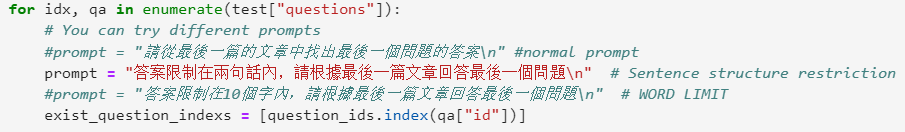 for idx, qa in enumerate(test["questions"]):
    # You can try different prompts
    #prompt = "請從最後一篇的文章中找出最後一個問題的答案\n" #normal prompt
    prompt = "答案限制在兩句話內，請根據最後一篇文章回答最後一個問題\n"  # Sentence structure restriction
    #prompt = "答案限制在10個字內，請根據最後一篇文章回答最後一個問題\n"  # WORD LIMIT
    exist_question_indexs = [question_ids.index(qa["id"])]